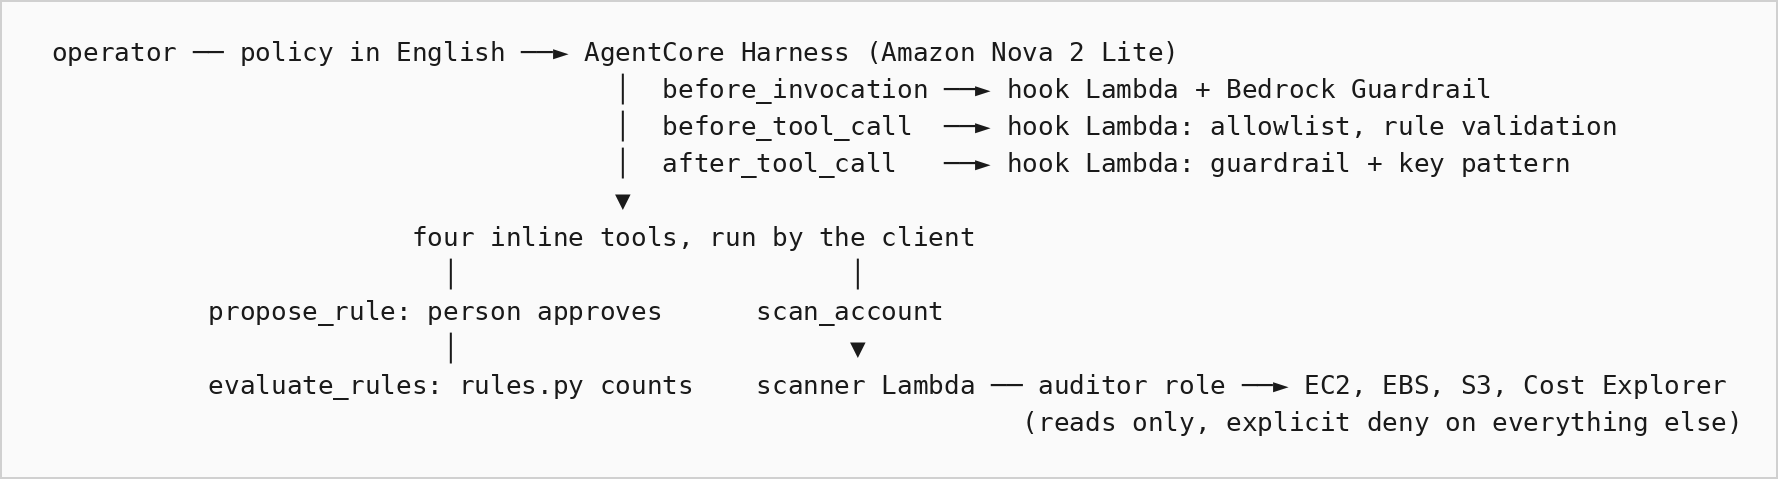 operator ── policy in English ──► AgentCore Harness (Amazon Nova 2 Lite)
│ before_invocation ──► hook Lambda + Bedrock Guardrail
│ before_tool_call ──► hook Lambda: allowlist, rule validation
│ after_tool_call ──► hook Lambda: guardrail + key pattern
▼
four inline tools, run by the client
│ │
propose_rule: person approves scan_account
│ ▼
evaluate_rules: rules.py counts scanner Lambda ── auditor role ──► EC2, EBS, S3, Cost Explorer
(reads only, explicit deny on everything else)